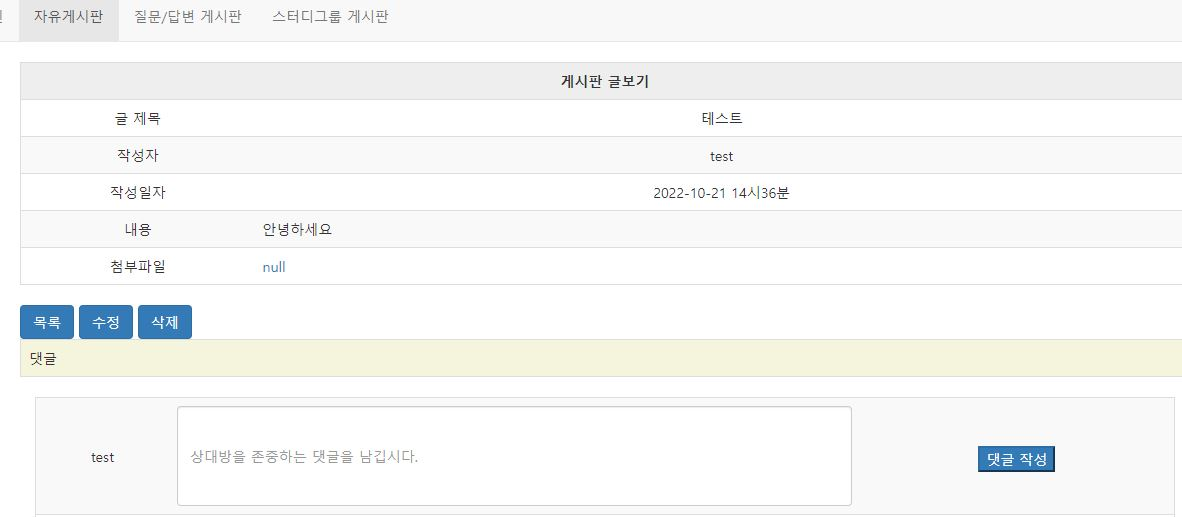 자유게시판 질문/답변 게시판 스터디그룹 게시판
게시판 글보기
글 제목 테스트
작성자 test
작성일자 2022-10-21 14시36분
내용 안녕하세요
첨부파일 null
목록 수정 삭제
댓글
test 상대방을 존중하는 댓글을 남깁시다. 댓글 작성